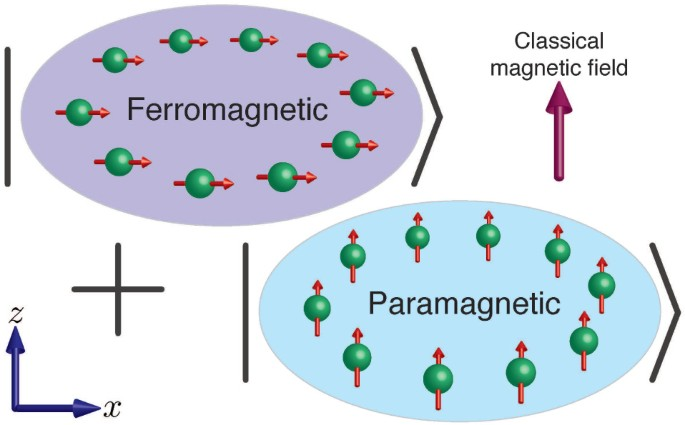 Classical
magnetic field
Ferromagnetic
Paramagnetic
z
x